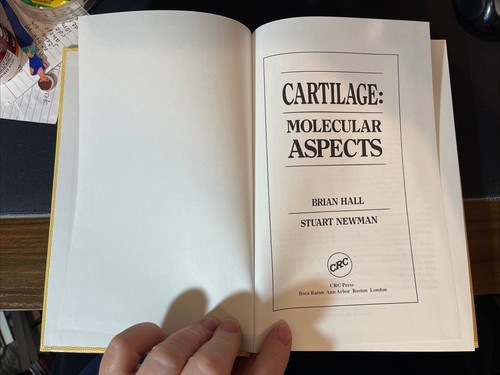 CARTILAGE:
MOLECULAR
ASPECTS
BRIAN HALL
STUART NEWMAN
CRC
CRC Press
Boca Raton Ann Arbor Boston London